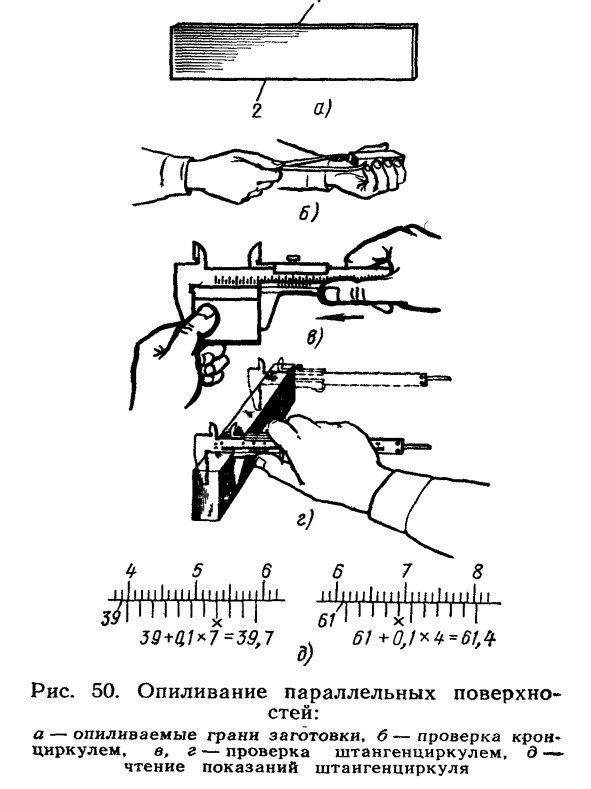 1
2
а)
б)
в)
г)
4 5 6 6 7 8
39 × 61 ×
39+0,1×7=39,7 61+0,1×4=61,4
д)
Рис. 50. Опиливание параллельных поверхно-
стей:
а — опиливаемые грани заготовки, б — проверка крон-
циркулем, в, г — проверка штангенциркулем, д —
чтение показаний штангенциркуля